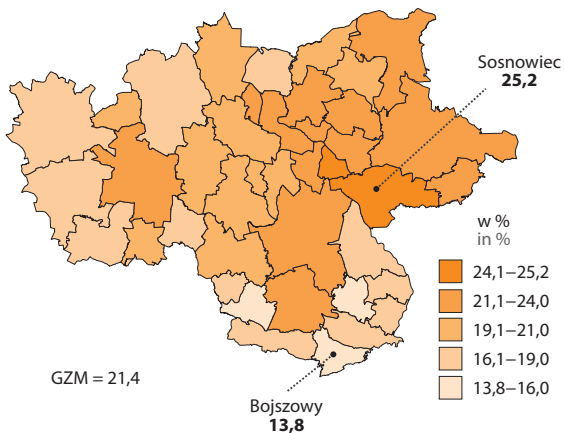 Sosnowiec
25,2
w %
in %
24,1–25,2
21,1–24,0
19,1–21,0
16,1–19,0
13,8–16,0
GZM = 21,4
Bojszowy
13,8